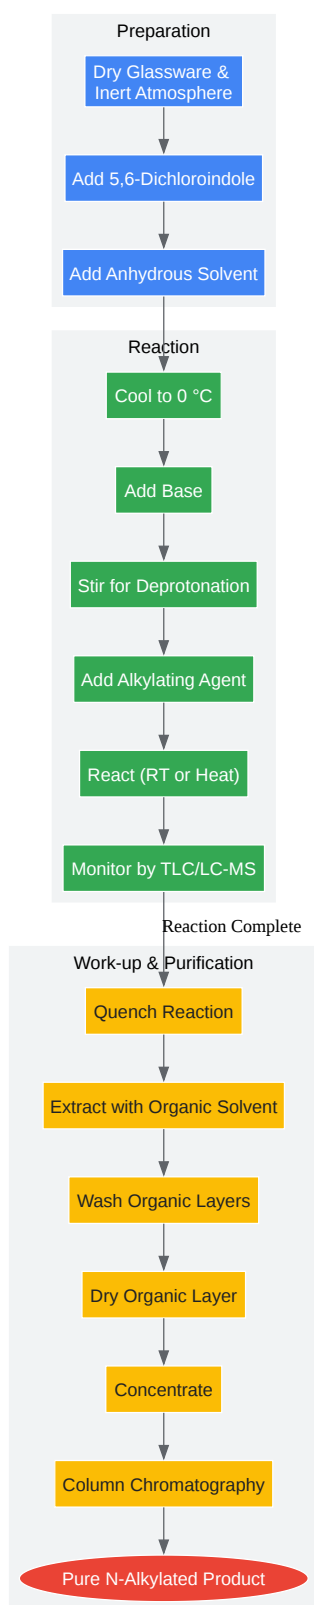 Preparation
Dry Glassware &
Inert Atmosphere
Add 5,6-Dichloroindole
Add Anhydrous Solvent
Reaction
Cool to 0 °C
Add Base
Stir for Deprotonation
Add Alkylating Agent
React (RT or Heat)
Monitor by TLC/LC-MS
Reaction Complete
Work-up & Purification
Quench Reaction
Extract with Organic Solvent
Wash Organic Layers
Dry Organic Layer
Concentrate
Column Chromatography
Pure N-Alkylated Product